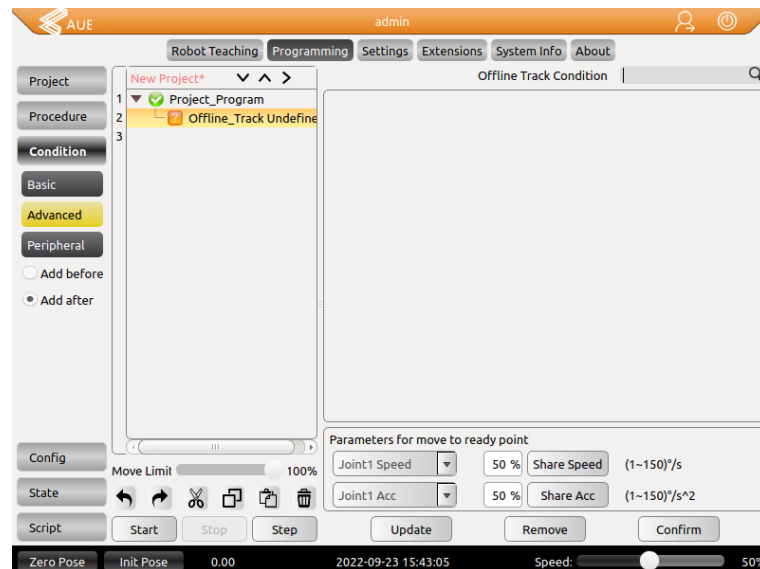 AUE admin
Robot Teaching Programming Settings Extensions System Info About
Project
Procedure
Condition
Basic
Advanced
Peripheral
Add before
Add after
Config
State
Script
New Project*
1 Project_Program
2 Offline_Track Undefine
3
Move Limit 100%
Start Stop Step
Offline Track Condition
Parameters for move to ready point
Joint1 Speed 50 % Share Speed (1~150)°/s
Joint1 Acc 50 % Share Acc (1~150)°/s^2
Update Remove Confirm
Zero Pose Init Pose 0.00 2022-09-23 15:43:05 Speed: 50%